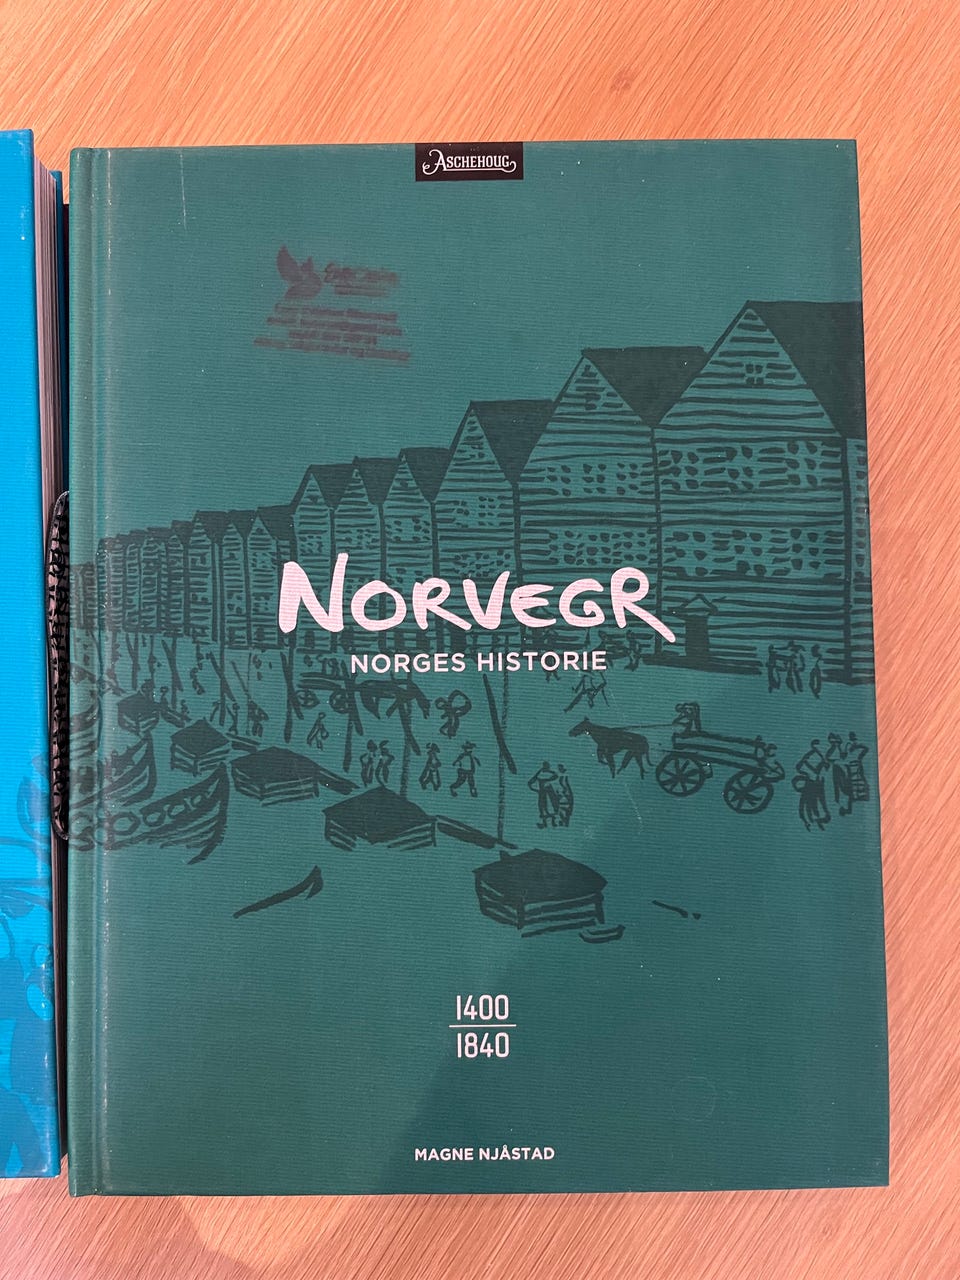 ASCHEHOUG
NORVEGR
NORGES HISTORIE
1400
1840
MAGNE NJÅSTAD